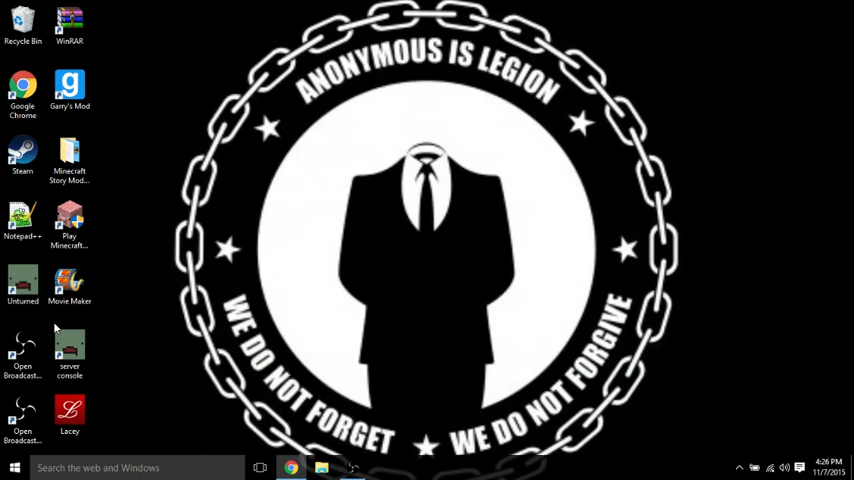 Recycle Bin
WinRAR
Google
Chrome
g
Garry's Mod
Steam
Minecraft
Story Mod...
Notepad++
Play
Minecraft...
Unturned
Movie Maker
Open
Broadcast...
server
console
Open
Broadcast...
L
Lacey
ANONYMOUS IS LEGION
WE DO NOT FORGET
WE DO NOT FORGIVE
Search the web and Windows
4:26 PM
11/7/2015